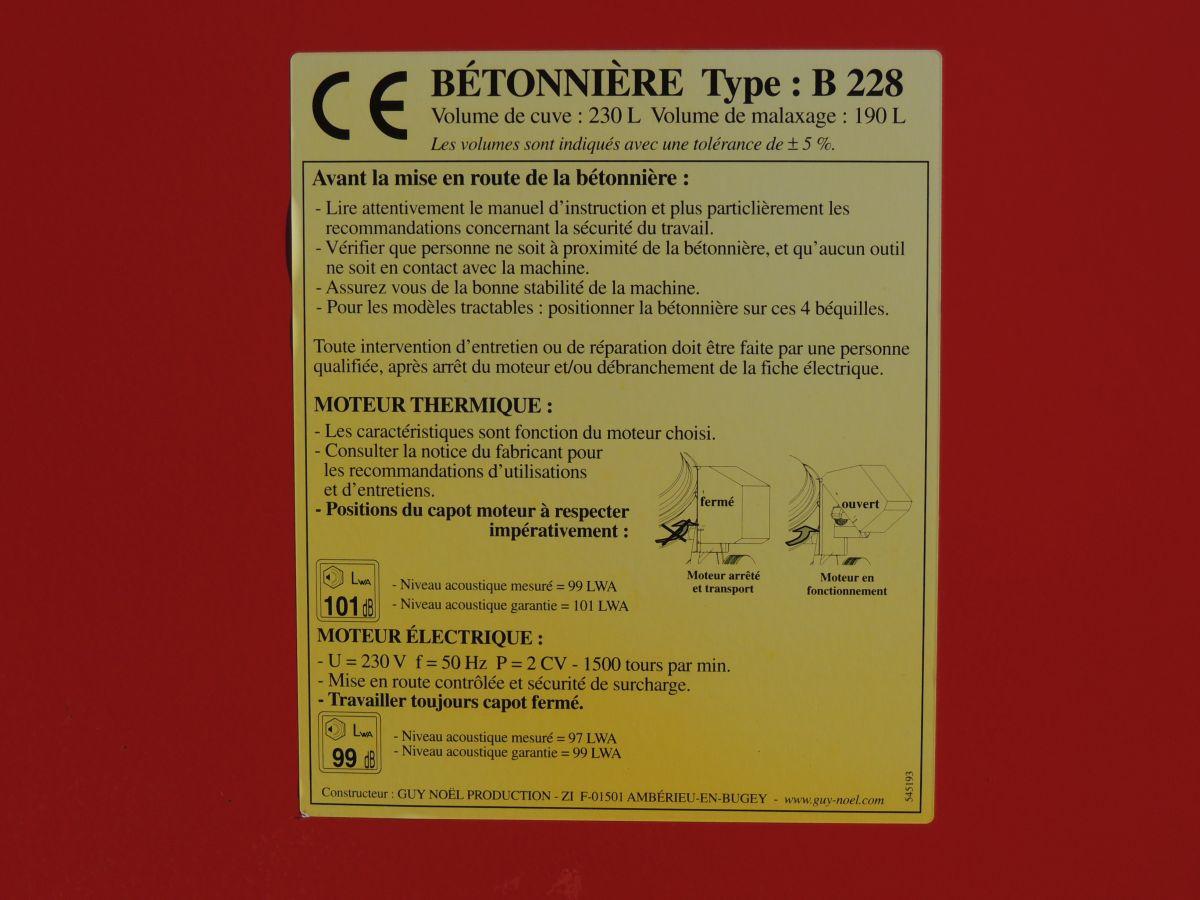 CE
BÉTONNIÈRE Type : B 228
Volume de cuve : 230 L Volume de malaxage : 190 L
Les volumes sont indiqués avec une tolérance de ± 5 %.
Avant la mise en route de la bétonnière :
- Lire attentivement le manuel d'instruction et plus particlièrement les
recommandations concernant la sécurité du travail.
- Vérifier que personne ne soit à proximité de la bétonnière, et qu'aucun outil
ne soit en contact avec la machine.
- Assurez vous de la bonne stabilité de la machine.
- Pour les modèles tractables : positionner la bétonnière sur ces 4 béquilles.
Toute intervention d'entretien ou de réparation doit être faite par une personne
qualifiée, après arrêt du moteur et/ou débranchement de la fiche électrique.
MOTEUR THERMIQUE :
- Les caractéristiques sont fonction du moteur choisi.
- Consulter la notice du fabricant pour
les recommandations d'utilisations
et d'entretiens.
- Positions du capot moteur à respecter
impérativement :
fermé
Moteur arrêté
et transport
ouvert
Moteur en
fonctionnement
LWA
101 dB
- Niveau acoustique mesuré = 99 LWA
- Niveau acoustique garantie = 101 LWA
MOTEUR ÉLECTRIQUE :
- U = 230 V f = 50 Hz P = 2 CV - 1500 tours par min.
- Mise en route contrôlée et sécurité de surcharge.
- Travailler toujours capot fermé.
LWA
99 dB
- Niveau acoustique mesuré = 97 LWA
- Niveau acoustique garantie = 99 LWA
Constructeur : GUY NOËL PRODUCTION - ZI F-01501 AMBÉRIEU-EN-BUGEY - www.guy-noel.com
545193